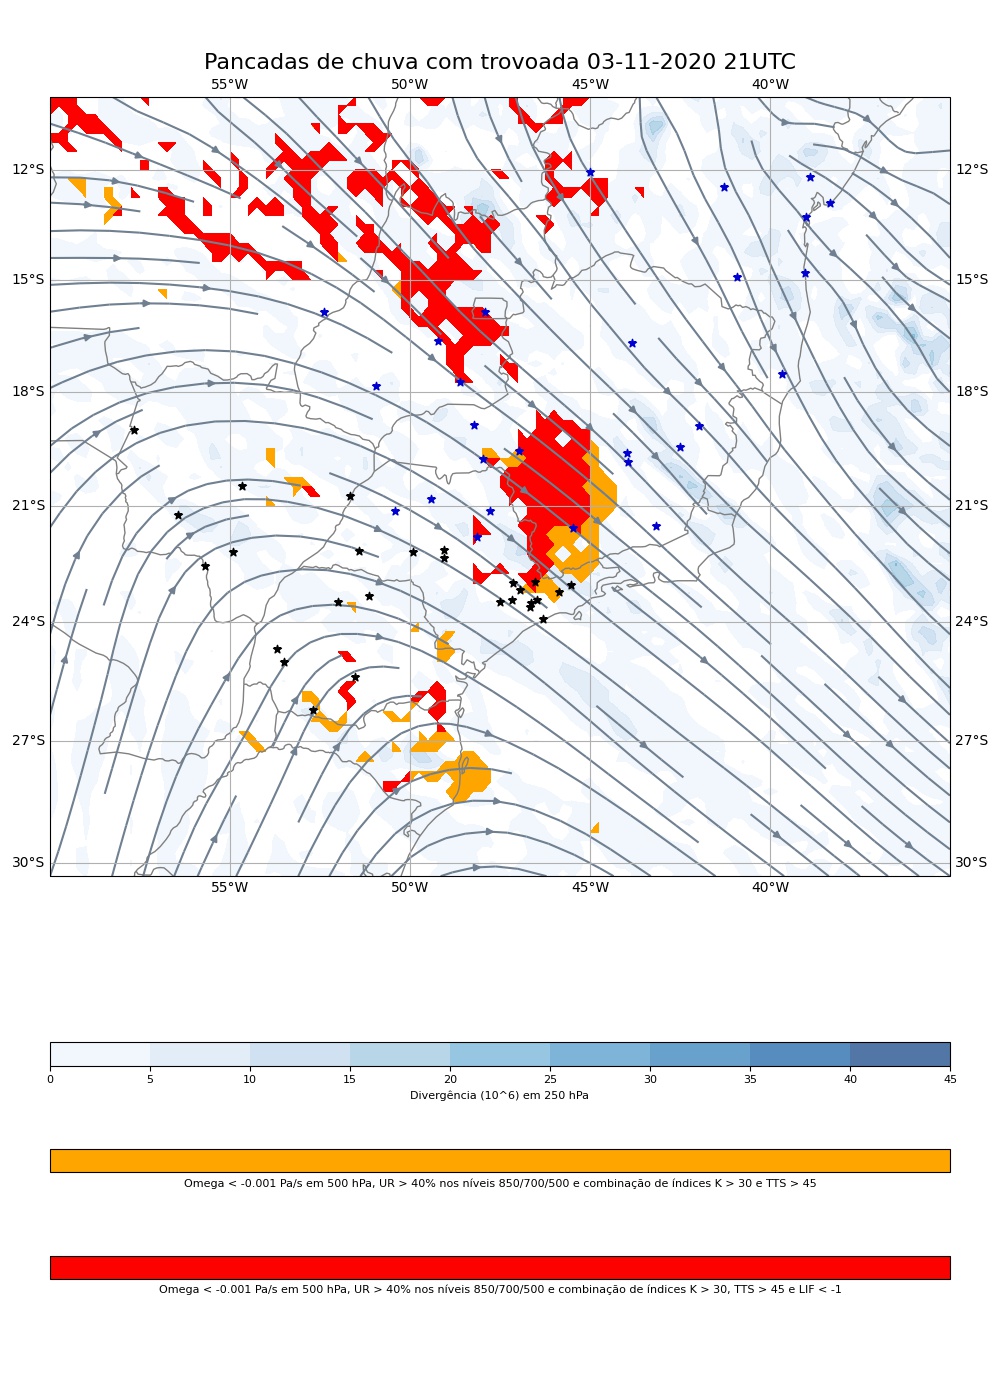 Pancadas de chuva com trovoada 03-11-2020 21UTC
55°W 50°W 45°W 40°W
12°S 12°S
15°S 15°S
18°S 18°S
21°S 21°S
24°S 24°S
27°S 27°S
30°S 30°S
55°W 50°W 45°W 40°W
0 5 10 15 20 25 30 35 40 45
Divergência (10^6) em 250 hPa
Omega < -0.001 Pa/s em 500 hPa, UR > 40% nos níveis 850/700/500 e combinação de índices K > 30 e TTS > 45
Omega < -0.001 Pa/s em 500 hPa, UR > 40% nos níveis 850/700/500 e combinação de índices K > 30, TTS > 45 e LIF < -1